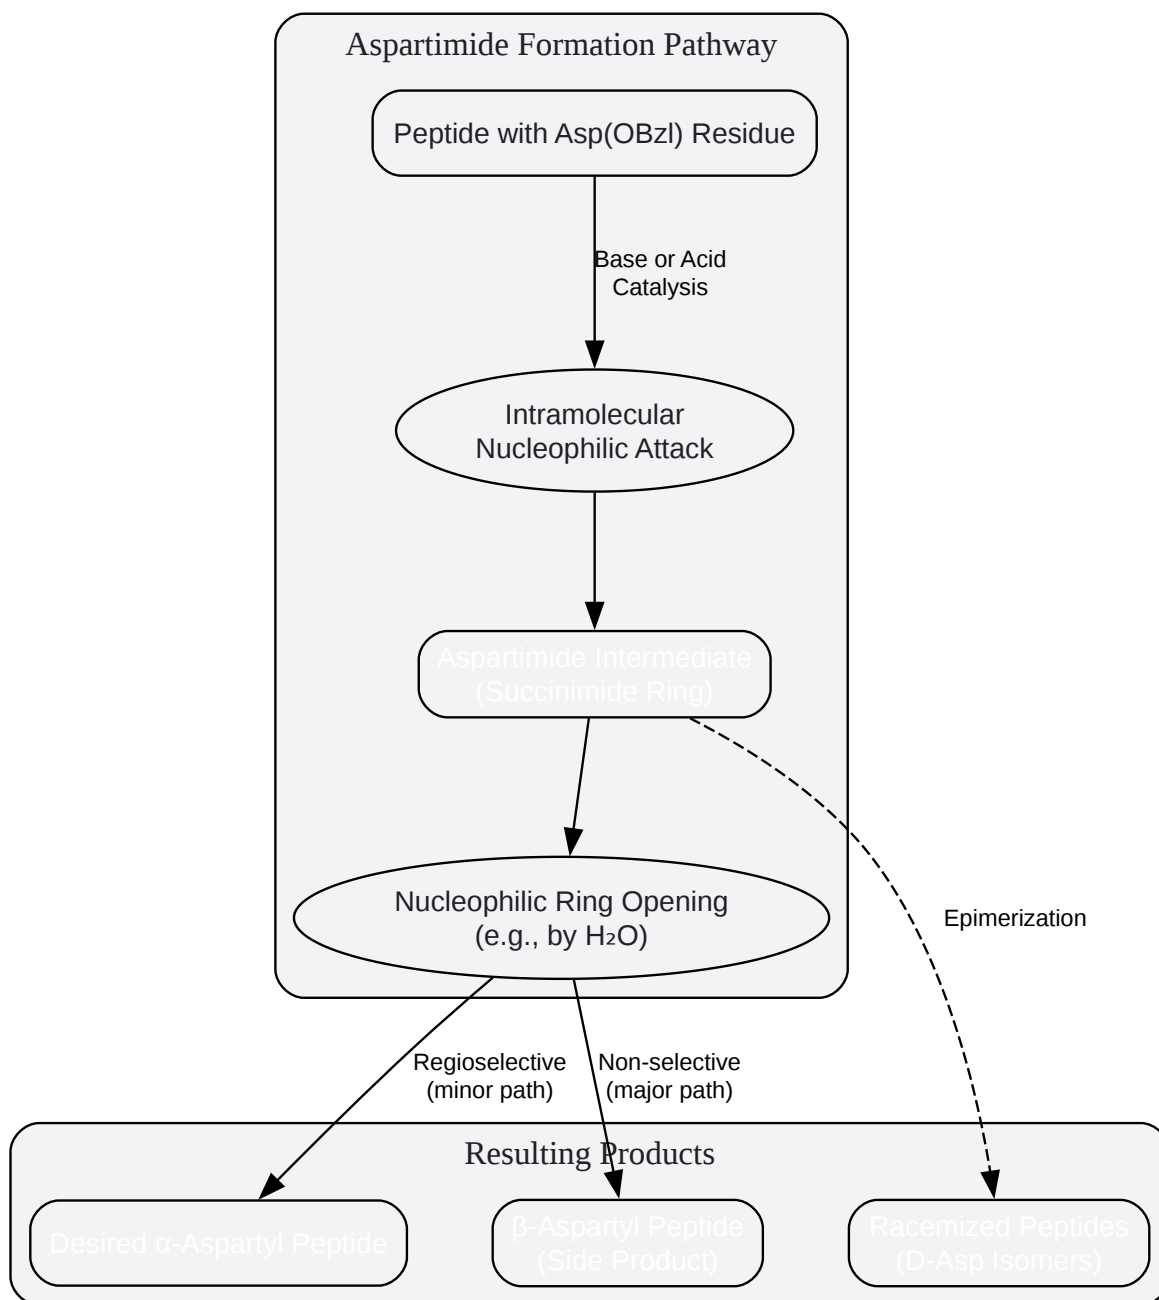 Aspartimide Formation Pathway
Peptide with Asp(OBzl) Residue
Base or Acid
Catalysis
Intramolecular
Nucleophilic Attack
Aspartimide Intermediate
(Succinimide Ring)
Nucleophilic Ring Opening
(e.g., by H₂O)
Epimerization
Regioselective
(minor path)
Non-selective
(major path)
Resulting Products
Desired α-Aspartyl Peptide
β-Aspartyl Peptide
(Side Product)
Racemized Peptides
(D-Asp Isomers)